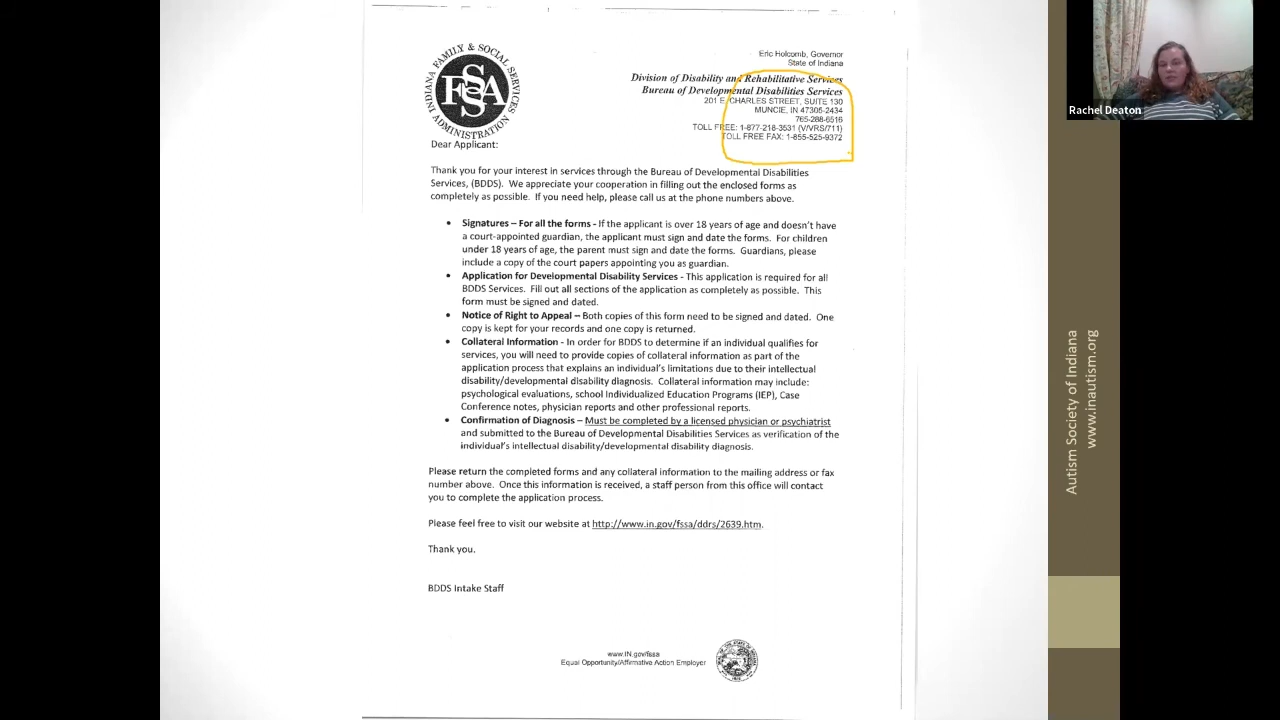 INDIANA FAMILY & SOCIAL SERVICES ADMINISTRATION
FSSA
Eric Holcomb, Governor
State of Indiana
Division of Disability and Rehabilitative Services
Bureau of Developmental Disabilities Services
201 E. CHARLES STREET, SUITE 130
MUNCIE, IN 47305-2434
765-288-6516
TOLL FREE: 1-877-218-3531 (V/VRS/711)
TOLL FREE FAX: 1-855-525-9372
Dear Applicant:
Thank you for your interest in services through the Bureau of Developmental Disabilities
Services, (BDDS). We appreciate your cooperation in filling out the enclosed forms as
completely as possible. If you need help, please call us at the phone numbers above.
• Signatures – For all the forms - If the applicant is over 18 years of age and doesn't have
a court-appointed guardian, the applicant must sign and date the forms. For children
under 18 years of age, the parent must sign and date the forms. Guardians, please
include a copy of the court papers appointing you as guardian.
• Application for Developmental Disability Services - This application is required for all
BDDS Services. Fill out all sections of the application as completely as possible. This
form must be signed and dated.
• Notice of Right to Appeal – Both copies of this form need to be signed and dated. One
copy is kept for your records and one copy is returned.
• Collateral Information - In order for BDDS to determine if an individual qualifies for
services, you will need to provide copies of collateral information as part of the
application process that explains an individual's limitations due to their intellectual
disability/developmental disability diagnosis. Collateral information may include:
psychological evaluations, school Individualized Education Programs (IEP), Case
Conference notes, physician reports and other professional reports.
• Confirmation of Diagnosis – Must be completed by a licensed physician or psychiatrist
and submitted to the Bureau of Developmental Disabilities Services as verification of the
individual's intellectual disability/developmental disability diagnosis.
Please return the completed forms and any collateral information to the mailing address or fax
number above. Once this information is received, a staff person from this office will contact
you to complete the application process.
Please feel free to visit our website at http://www.in.gov/fssa/ddrs/2639.htm.
Thank you.
BDDS Intake Staff
www.IN.gov/fssa
Equal Opportunity/Affirmative Action Employer
Autism Society of Indiana
www.inautism.org
Rachel Deaton